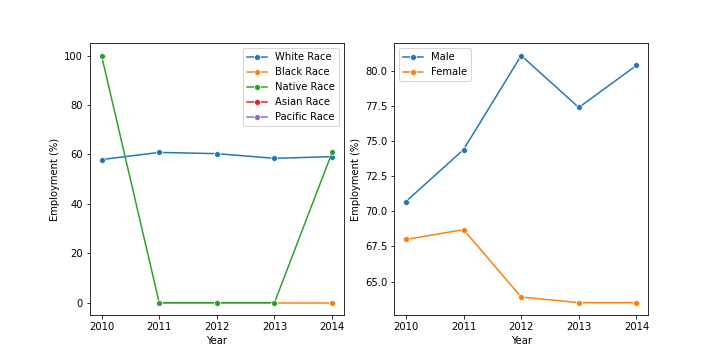 100
80
60
40
20
0
Employment (%)
2010 2011 2012 2013 2014
Year
White Race
Black Race
Native Race
Asian Race
Pacific Race
80.0
77.5
75.0
72.5
70.0
67.5
65.0
Employment (%)
2010 2011 2012 2013 2014
Year
Male
Female